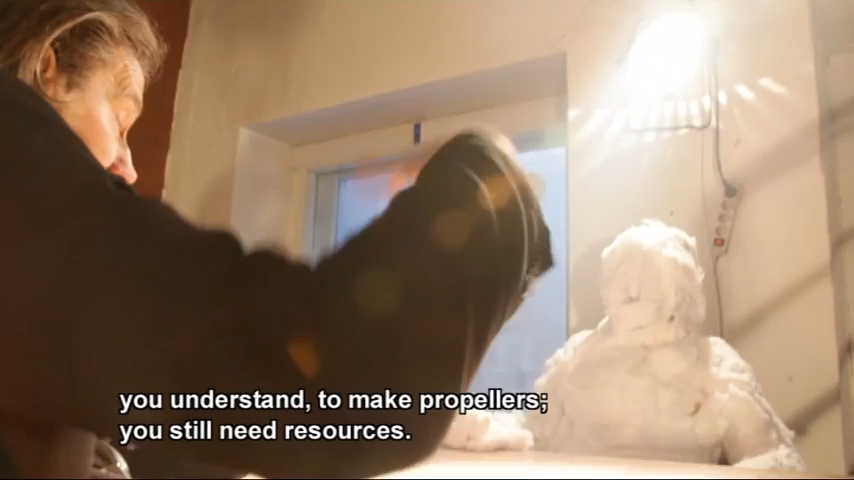 you understand, to make propellers;
you still need resources.